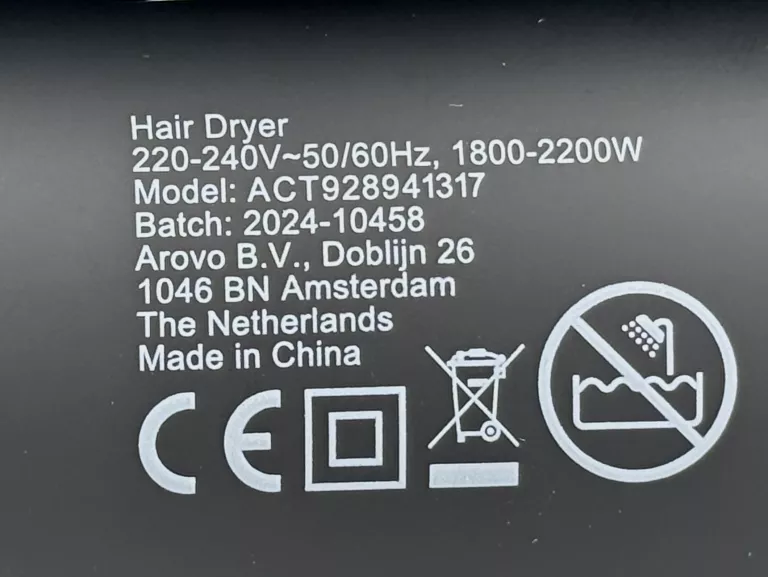 Hair Dryer
220-240V~50/60Hz, 1800-2200W
Model: ACT928941317
Batch: 2024-10458
Arovo B.V., Doblijn 26
1046 BN Amsterdam
The Netherlands
Made in China
CE